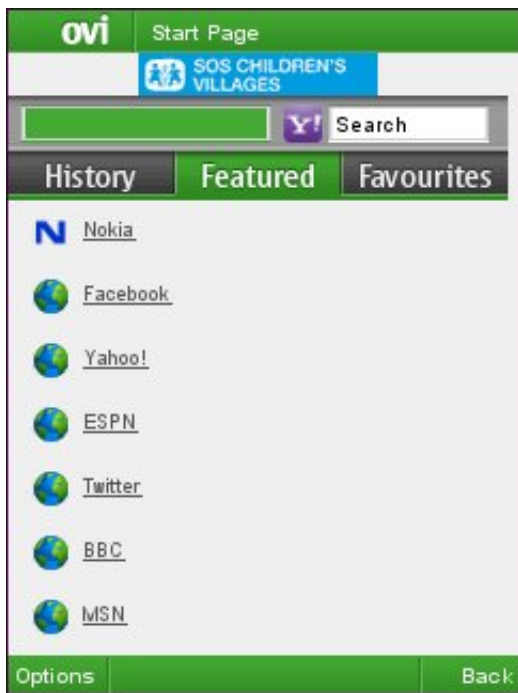 ovi Start Page
SOS CHILDREN'S
VILLAGES
Y! Search
History Featured Favourites
N Nokia
Facebook
Yahoo!
ESPN
Twitter
BBC
MSN
Options Back